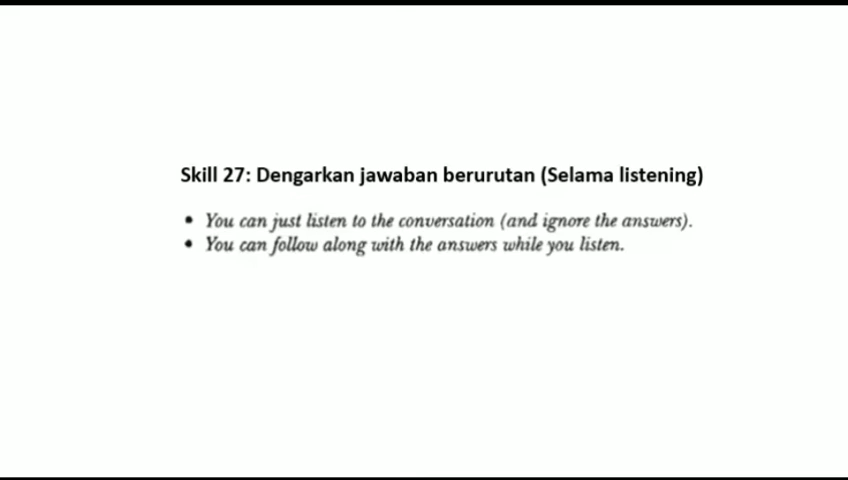 Skill 27: Dengarkan jawaban berurutan (Selama listening)
• You can just listen to the conversation (and ignore the answers).
• You can follow along with the answers while you listen.